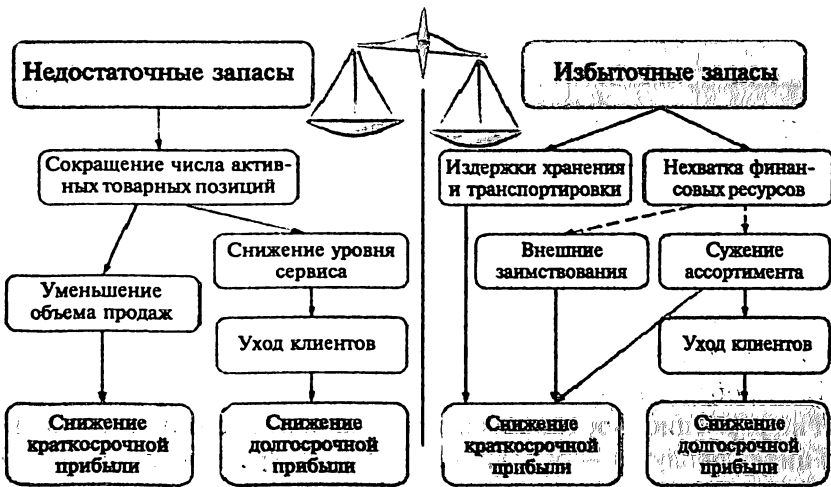 Недостаточные запасы
Избыточные запасы
Сокращение числа актив-
ных товарных позиций
Издержки хранения
и транспортировки
Нехватка финан-
совых ресурсов
Снижение уровня
сервиса
Внешние
заимствования
Сужение
ассортимента
Уменьшение
объема продаж
Уход клиентов
Уход клиентов
Снижение
краткосрочной
прибыли
Снижение
долгосрочной
прибыли
Снижение
краткосрочной
прибыли
Снижение
долгосрочной
прибыли